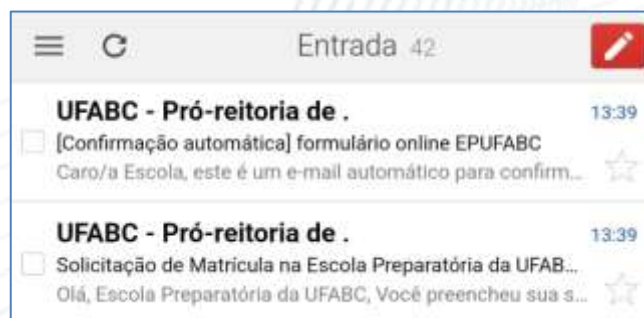 Entrada 42
UFABC - Pró-reitoria de .
13:39
[Confirmação automática] formulário online EPUFABC
Caro/a Escola, este é um e-mail automático para confirm...
UFABC - Pró-reitoria de .
13:39
Solicitação de Matrícula na Escola Preparatória da UFAB...
Olá, Escola Preparatória da UFABC, Você preencheu sua s...